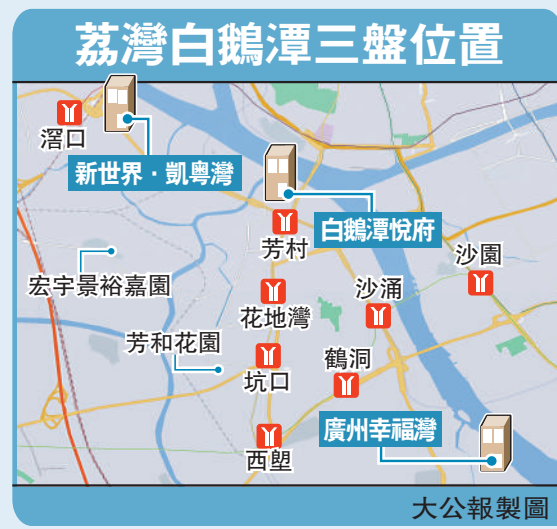 荔灣白鵝潭三盤位置
滘口
新世界·凱粵灣
白鵝潭悅府
芳村
沙園
宏宇景裕嘉園
花地灣
沙涌
芳和花園
坑口
鶴洞
廣州幸福灣
西塱
大公報製圖